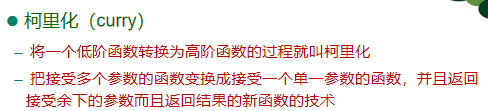 柯里化（curry）
– 将一个低阶函数转换为高阶函数的过程就叫柯里化
– 把接受多个参数的函数变换成接受一个单一参数的函数，并且返回
接受余下的参数而且返回结果的新函数的技术